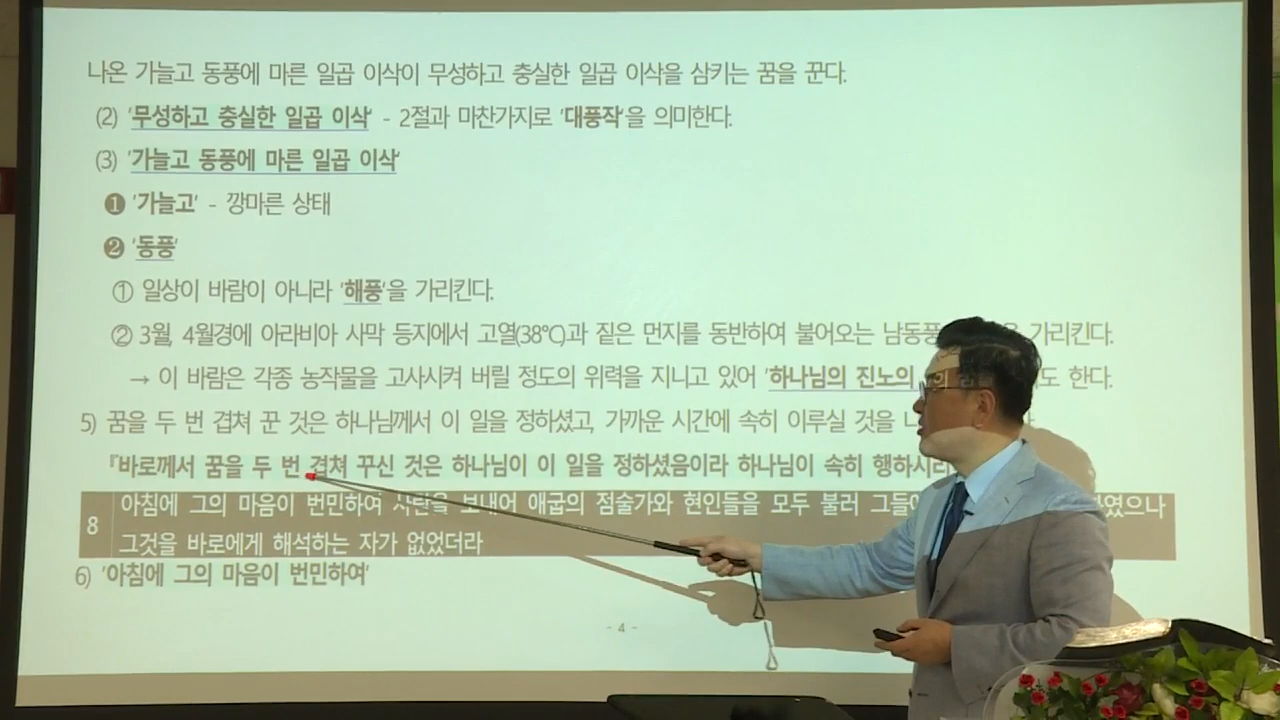 나온 가늘고 동풍에 마른 일곱 이삭이 무성하고 충실한 일곱 이삭을 삼키는 꿈을 꾼다.
(2) '무성하고 충실한 일곱 이삭' - 2절과 마찬가지로 '대풍작'을 의미한다.
(3) '가늘고 동풍에 마른 일곱 이삭'
❶ '가늘고' - 깡마른 상태
❷ '동풍'
① 일상이 바람이 아니라 '해풍'을 가리킨다.
② 3월, 4월경에 아라비아 사막 등지에서 고열(38℃)과 짙은 먼지를 동반하여 불어오는 남동풍 가리킨다.
→ 이 바람은 각종 농작물을 고사시켜 버릴 정도의 위력을 지니고 있어 '하나님의 진노의 한다.
5) 꿈을 두 번 겹쳐 꾼 것은 하나님께서 이 일을 정하셨고, 가까운 시간에 속히 이루실 것을
『바로께서 꿈을 두 번 겹쳐 꾸신 것은 하나님이 이 일을 정하셨음이라 하나님이 속히 행하시리
8 아침에 그의 마음이 번민하여 사람을 보내어 애굽의 점술가와 현인들을 모두 불러 그들에 하였으나
그것을 바로에게 해석하는 자가 없었더라
6) '아침에 그의 마음이 번민하여'
- 4 -